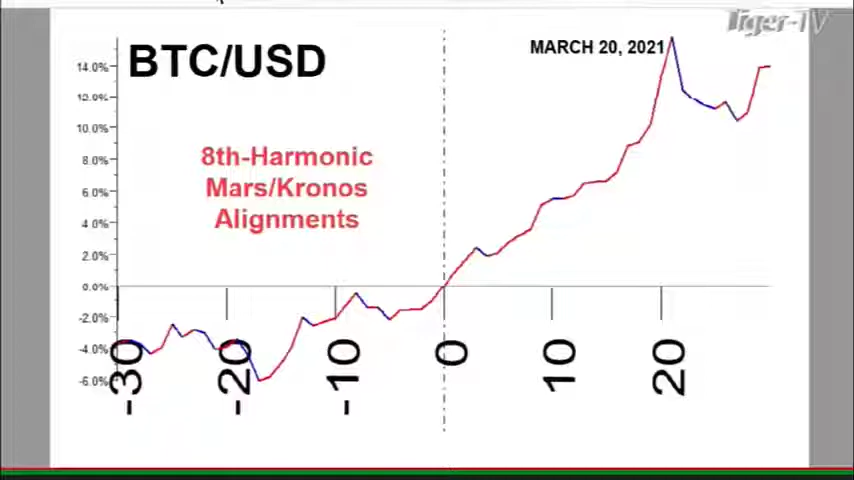 Tiger-TV
BTC/USD
MARCH 20, 2021
8th-Harmonic
Mars/Kronos
Alignments
14.0%
12.0%
10.0%
8.0%
6.0%
4.0%
2.0%
0.0%
-2.0%
-4.0%
-6.0%
-30
-20
-10
0
10
20